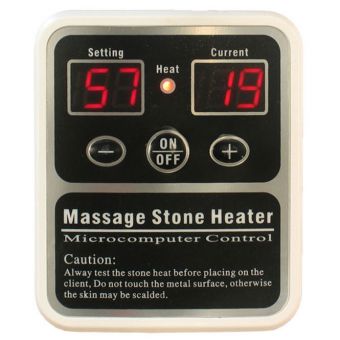 Setting Current
Heat
57 19
− ON +
OFF
Massage Stone Heater
Microcomputer Control
Caution:
Alway test the stone heat before placing on the
client, Do not touch the metal surface, otherwise
the skin may be scalded.